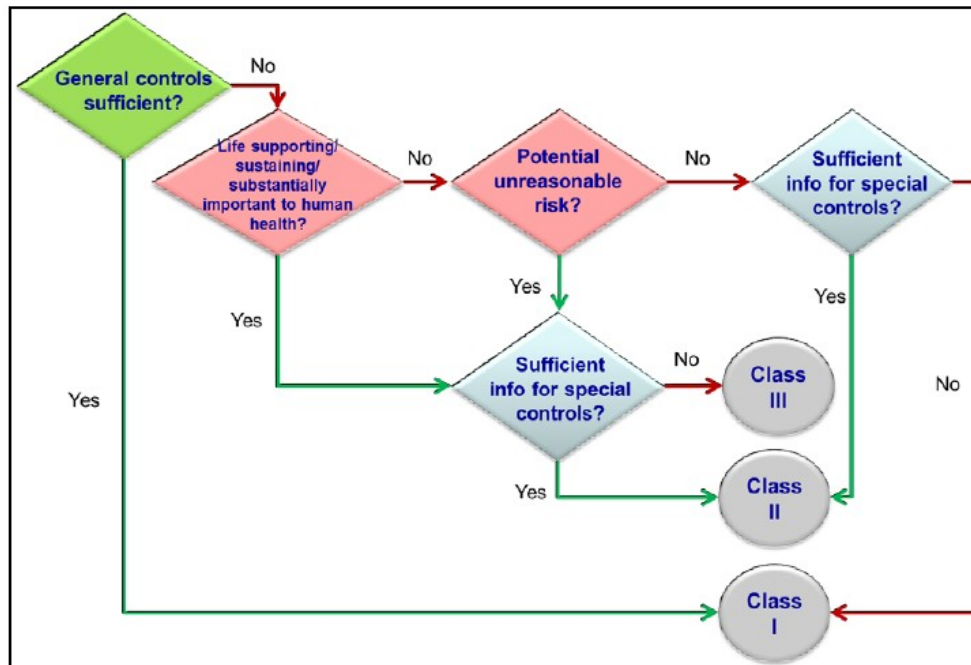 General controls
sufficient?
No
Life supporting/
sustaining/
substantially
important to human
health?
No
Potential
unreasonable
risk?
No
Sufficient
info for special
controls?
Yes
Yes
Yes
Sufficient
info for special
controls?
No
Class
III
No
Yes
Yes
Class
II
Class
I